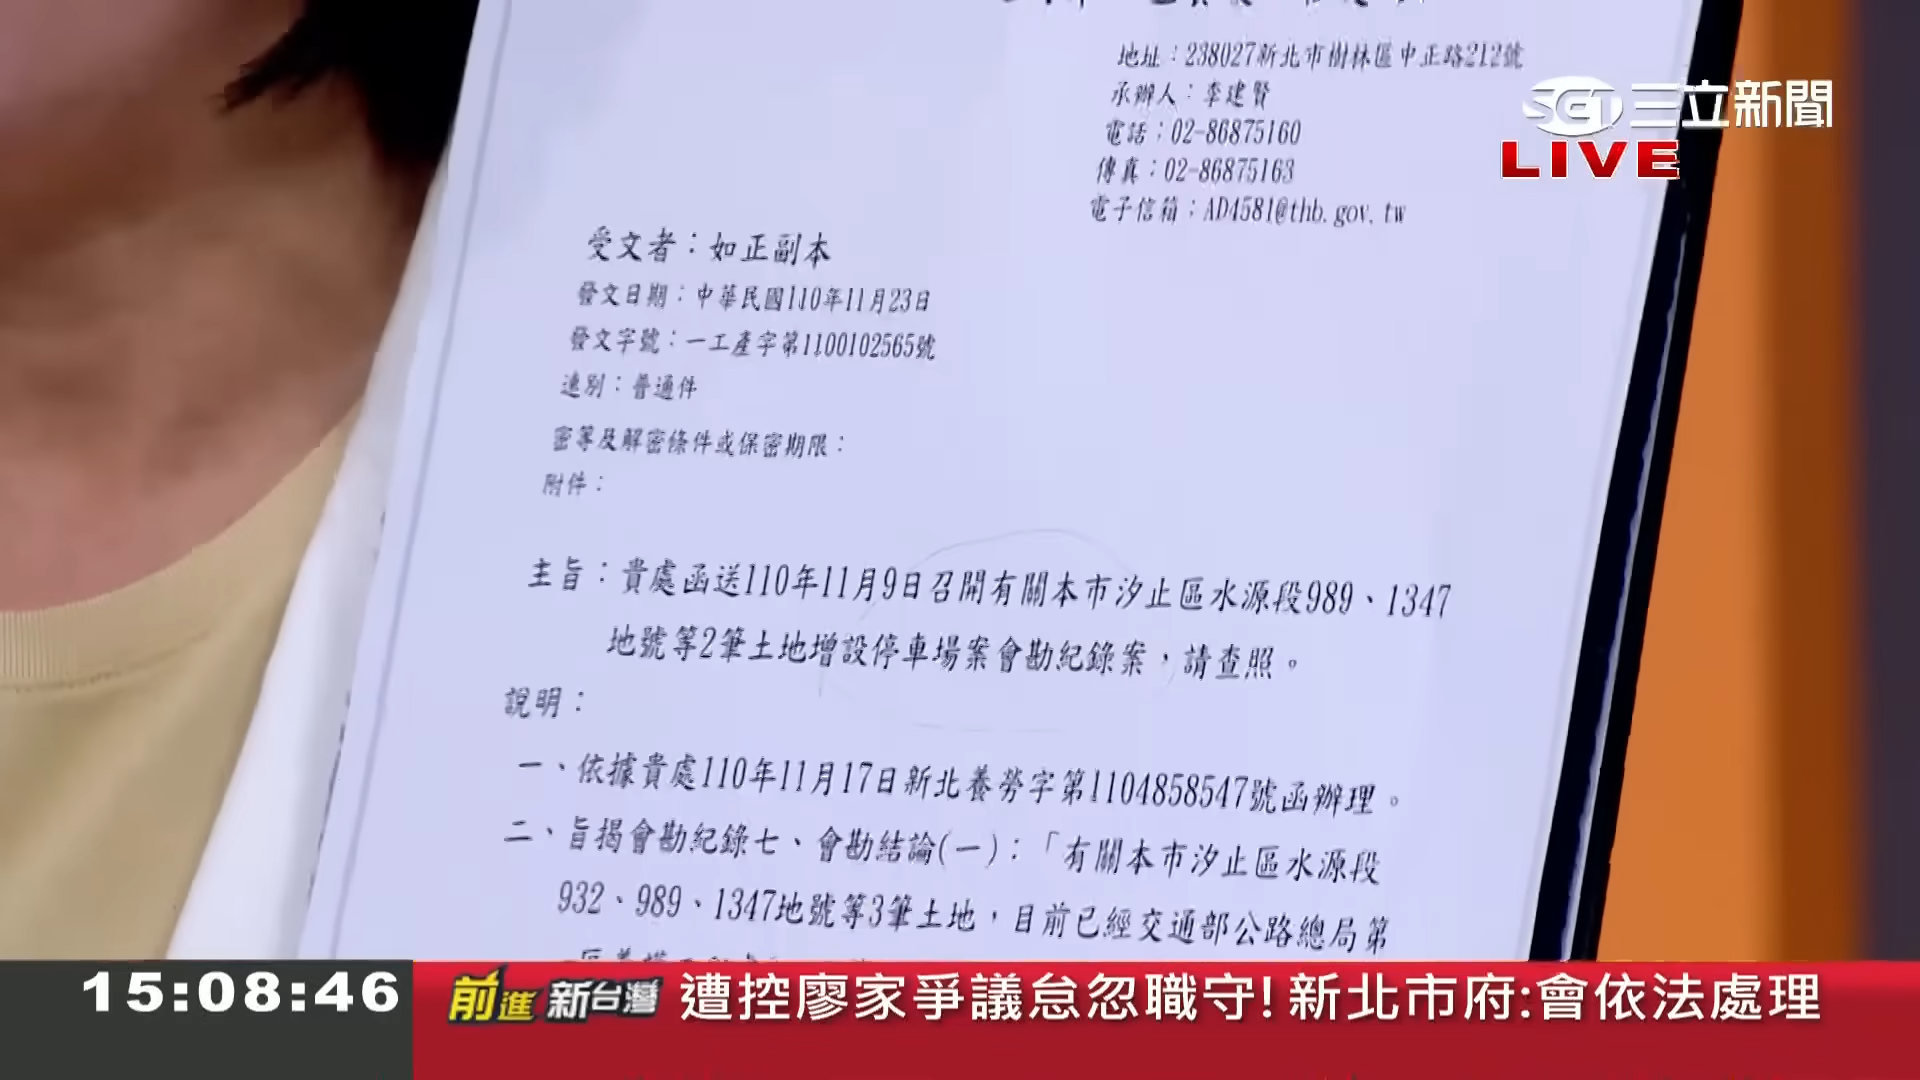 地址：238027新北市樹林區中正路212號
承辦人：李建賢
電話：02-86875160
傳真：02-86875163
電子信箱：AD4581@thb.gov.tw
SET三立新聞
LIVE
受文者：如正副本
發文日期：中華民國110年11月23日
發文字號：一工產字第1100102565號
速別：普通件
密等及解密條件或保密期限：
附件：
主旨：貴處函送110年11月9日召開有關本市汐止區水源段989、1347
地號等2筆土地增設停車場案會勘紀錄案，請查照。
說明：
一、依據貴處110年11月17日新北養勞字第1104858547號函辦理。
二、旨揭會勘紀錄七、會勘結論(一)：「有關本市汐止區水源段
932、989、1347地號等3筆土地，目前已經交通部公路總局第
15:08:46
前進新台灣
遭控廖家爭議怠忽職守!新北市府:會依法處理